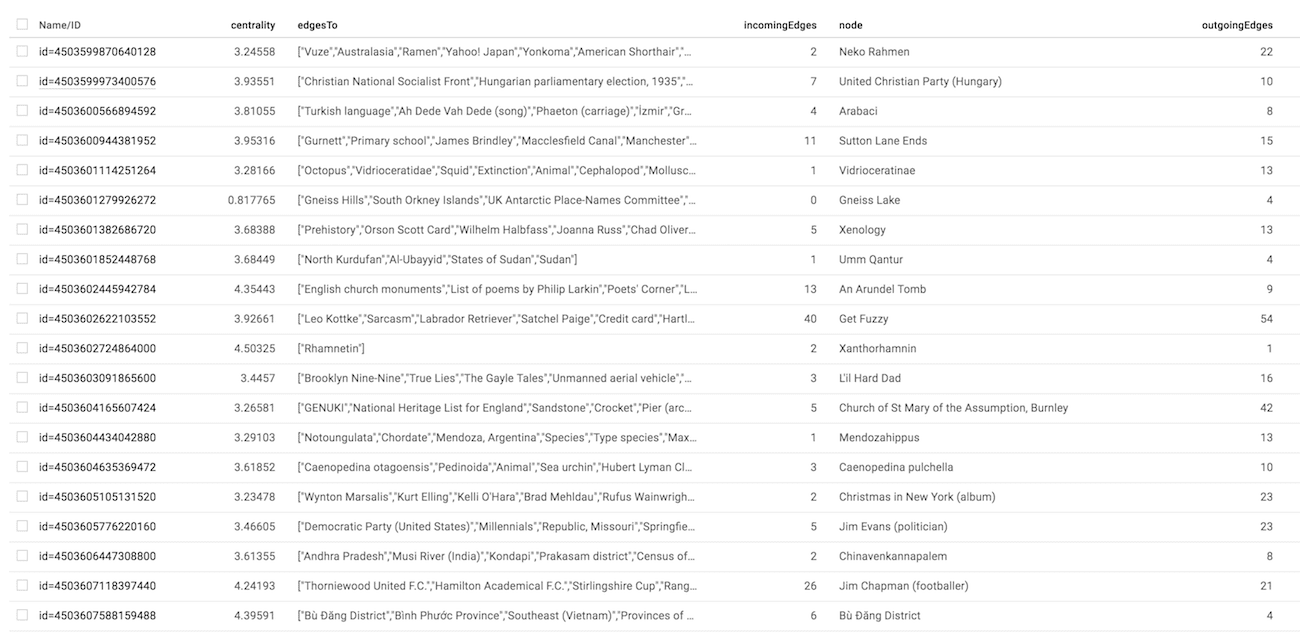 Name/ID centrality edgesTo incomingEdges node outgoingEdges
id=4503599870640128 3.24558 ["Vuze","Australasia","Ramen","Yahoo! Japan","Yonkoma","American Shorthair","… 2 Neko Rahmen 22
id=4503599973400576 3.93551 ["Christian National Socialist Front","Hungarian parliamentary election, 1935","… 7 United Christian Party (Hungary) 10
id=4503600566894592 3.81055 ["Turkish language","Ah Dede Vah Dede (song)","Phaeton (carriage)","İzmir","Gr… 4 Arabaci 8
id=4503600944381952 3.95316 ["Gurnett","Primary school","James Brindley","Macclesfield Canal","Manchester"… 11 Sutton Lane Ends 15
id=4503601114251264 3.28166 ["Octopus","Vidrioceratidae","Squid","Extinction","Animal","Cephalopod","Mollusc… 1 Vidrioceratinae 13
id=4503601279926272 0.817765 ["Gneiss Hills","South Orkney Islands","UK Antarctic Place-Names Committee","… 0 Gneiss Lake 4
id=4503601382686720 3.68388 ["Prehistory","Orson Scott Card","Wilhelm Halbfass","Joanna Russ","Chad Oliver… 5 Xenology 13
id=4503601852448768 3.68449 ["North Kurdufan","Al-Ubayyid","States of Sudan","Sudan"] 1 Umm Qantur 4
id=4503602445942784 4.35443 ["English church monuments","List of poems by Philip Larkin","Poets' Corner","L… 13 An Arundel Tomb 9
id=4503602622103552 3.92661 ["Leo Kottke","Sarcasm","Labrador Retriever","Satchel Paige","Credit card","Hartl… 40 Get Fuzzy 54
id=4503602724864000 4.50325 ["Rhamnetin"] 2 Xanthorhamnin 1
id=4503603091865600 3.4457 ["Brooklyn Nine-Nine","True Lies","The Gayle Tales","Unmanned aerial vehicle","… 3 L'il Hard Dad 16
id=4503604165607424 3.26581 ["GENUKI","National Heritage List for England","Sandstone","Crocket","Pier (arc… 5 Church of St Mary of the Assumption, Burnley 42
id=4503604434042880 3.29103 ["Notoungulata","Chordate","Mendoza, Argentina","Species","Type species","Max… 1 Mendozahippus 13
id=4503604635369472 3.61852 ["Caenopedina otagoensis","Pedinoida","Animal","Sea urchin","Hubert Lyman Cl… 3 Caenopedina pulchella 10
id=4503605105131520 3.23478 ["Wynton Marsalis","Kurt Elling","Kelli O'Hara","Brad Mehldau","Rufus Wainwrigh… 2 Christmas in New York (album) 23
id=4503605776220160 3.46605 ["Democratic Party (United States)","Millennials","Republic, Missouri","Springfie… 5 Jim Evans (politician) 23
id=4503606447308800 3.61355 ["Andhra Pradesh","Musi River (India)","Kondapi","Prakasam district","Census of… 2 Chinavenkannapalem 8
id=4503607118397440 4.24193 ["Thorniewood United F.C.","Hamilton Academical F.C.","Stirlingshire Cup","Rang… 26 Jim Chapman (footballer) 21
id=4503607588159488 4.39591 ["Bù Đăng District","Bình Phước Province","Southeast (Vietnam)","Provinces of … 6 Bù Đăng District 4